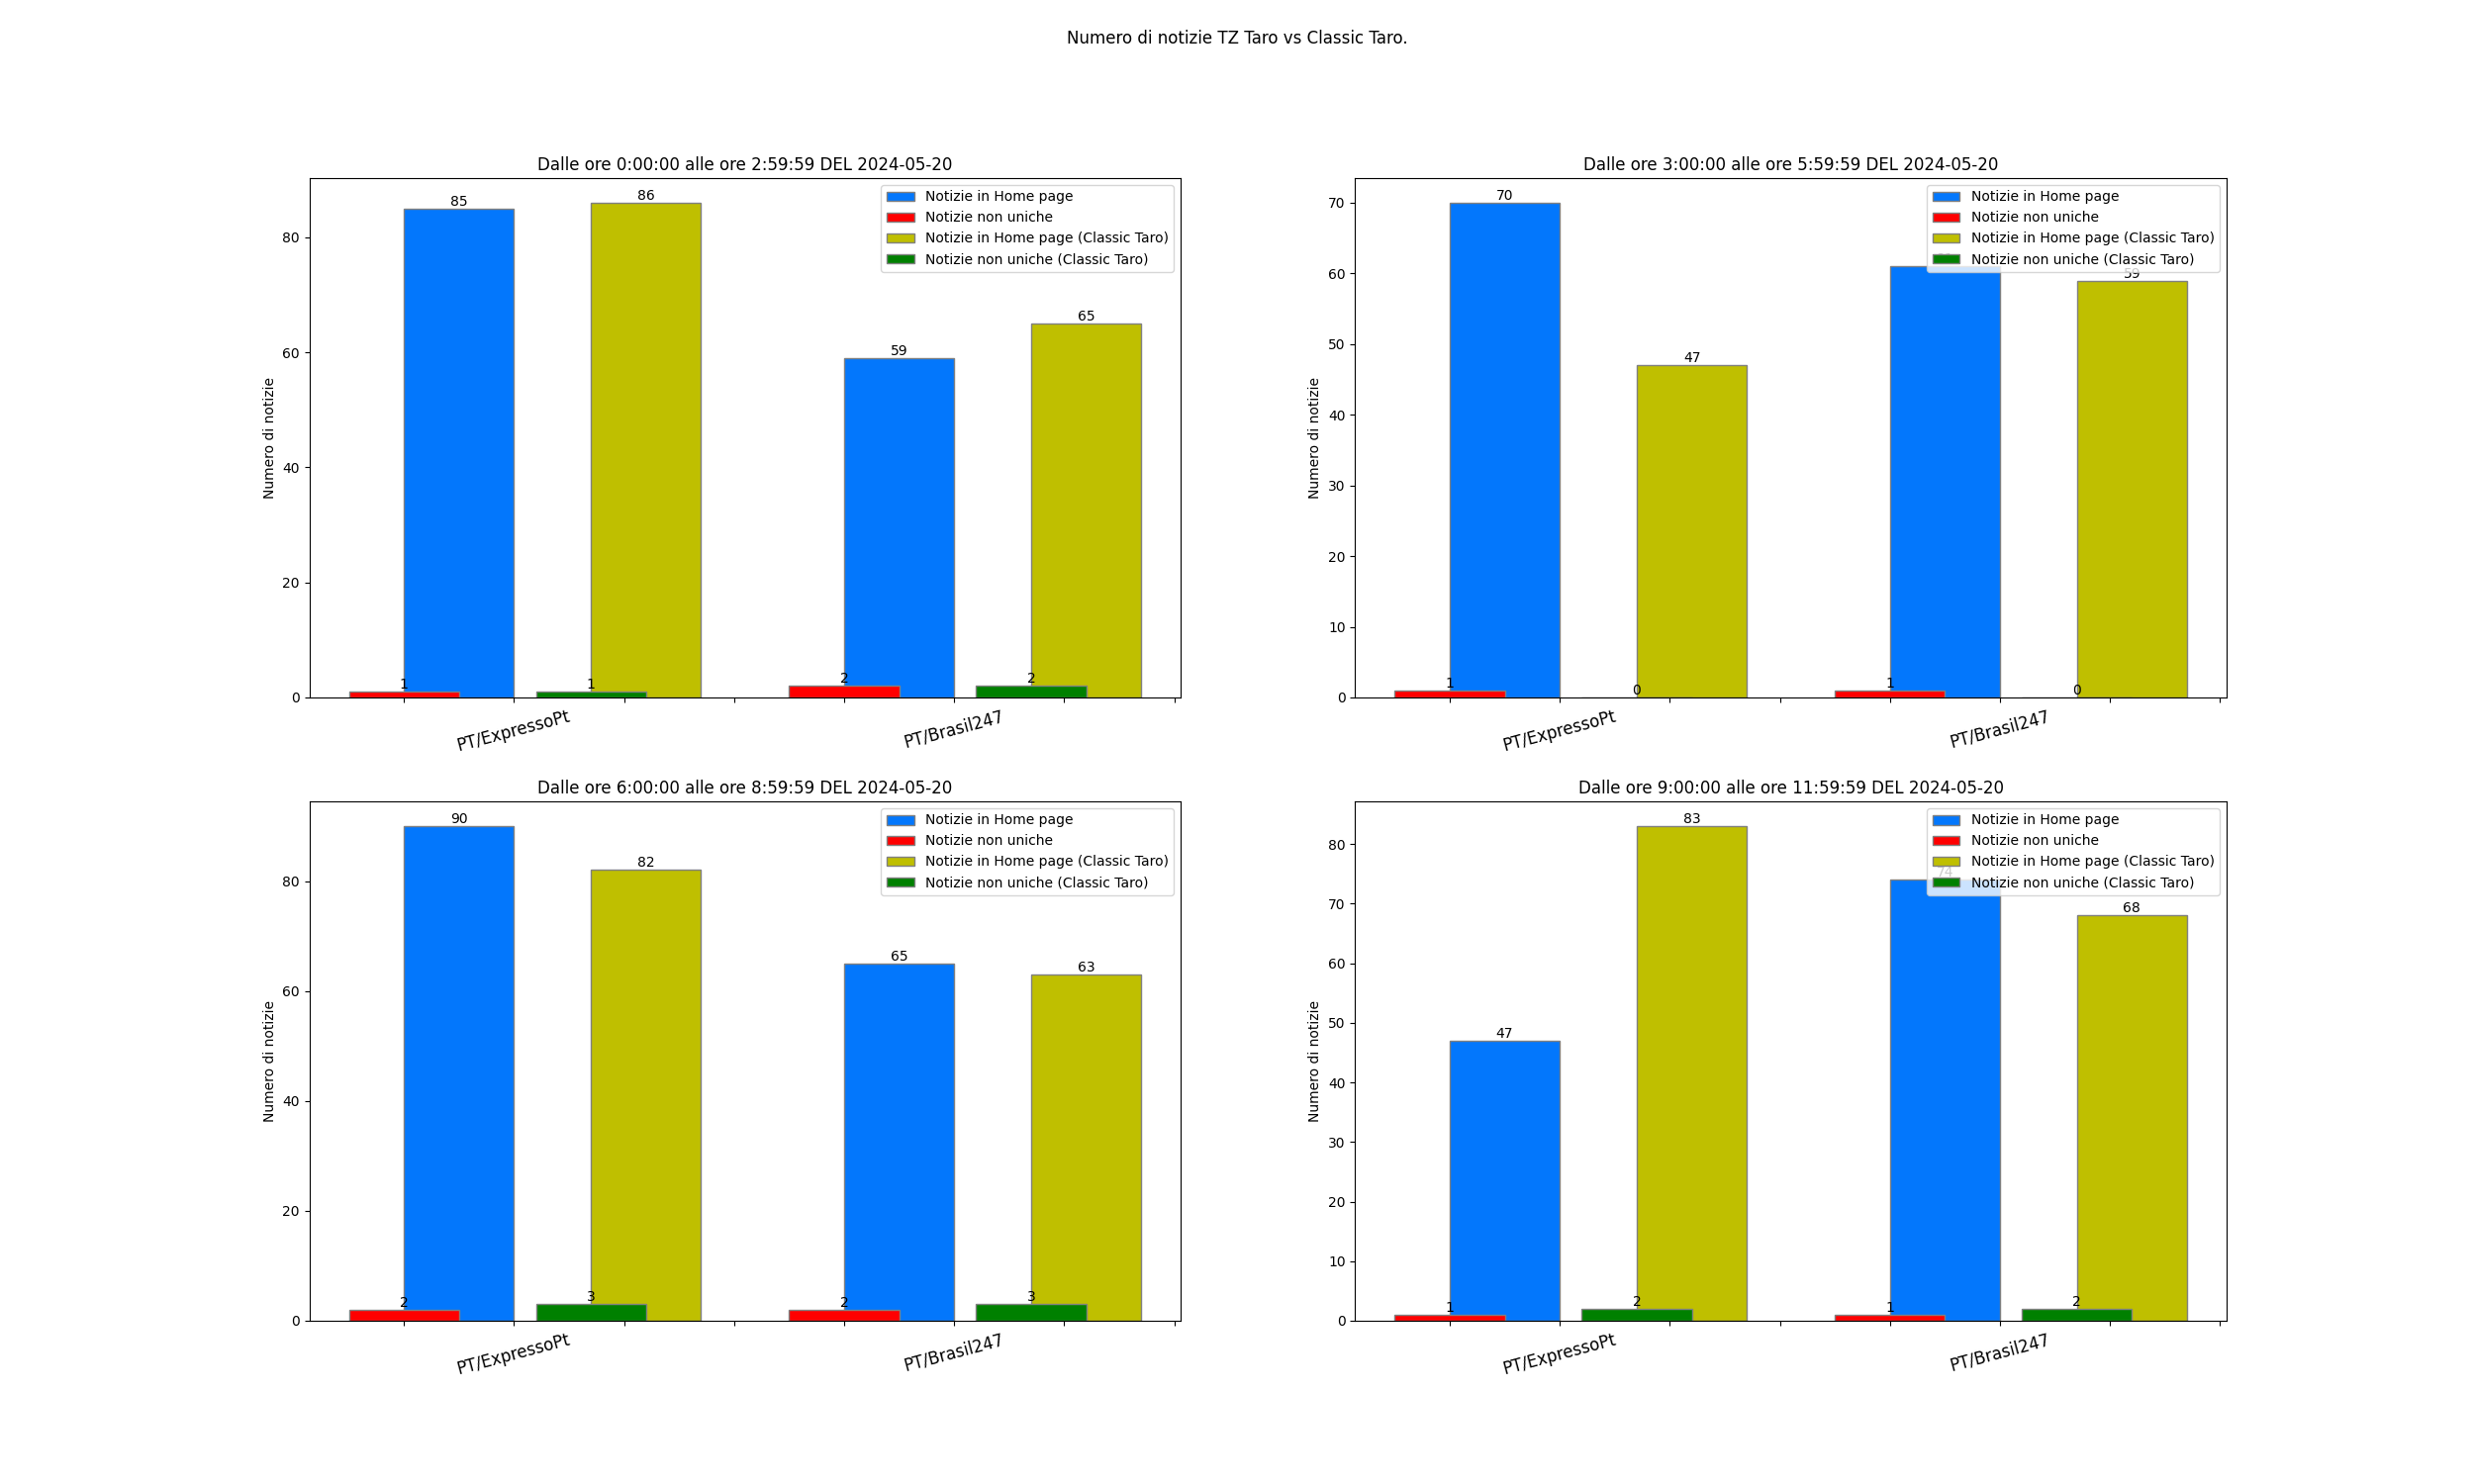 Numero di notizie TZ Taro vs Classic Taro.
Dalle ore 0:00:00 alle ore 2:59:59 DEL 2024-05-20
Numero di notizie
80
60
40
20
0
85
86
59
65
1
1
2
2
Notizie in Home page
Notizie non uniche
Notizie in Home page (Classic Taro)
Notizie non uniche (Classic Taro)
PT/ExpressoPt
PT/Brasil247
Dalle ore 3:00:00 alle ore 5:59:59 DEL 2024-05-20
Numero di notizie
70
60
50
40
30
20
10
0
70
47
59
1
0
1
0
Notizie in Home page
Notizie non uniche
Notizie in Home page (Classic Taro)
Notizie non uniche (Classic Taro)
PT/ExpressoPt
PT/Brasil247
Dalle ore 6:00:00 alle ore 8:59:59 DEL 2024-05-20
Numero di notizie
80
60
40
20
0
90
82
65
63
2
3
2
3
Notizie in Home page
Notizie non uniche
Notizie in Home page (Classic Taro)
Notizie non uniche (Classic Taro)
PT/ExpressoPt
PT/Brasil247
Dalle ore 9:00:00 alle ore 11:59:59 DEL 2024-05-20
Numero di notizie
80
70
60
50
40
30
20
10
0
47
83
74
68
1
2
1
2
Notizie in Home page
Notizie non uniche
Notizie in Home page (Classic Taro)
Notizie non uniche (Classic Taro)
PT/ExpressoPt
PT/Brasil247